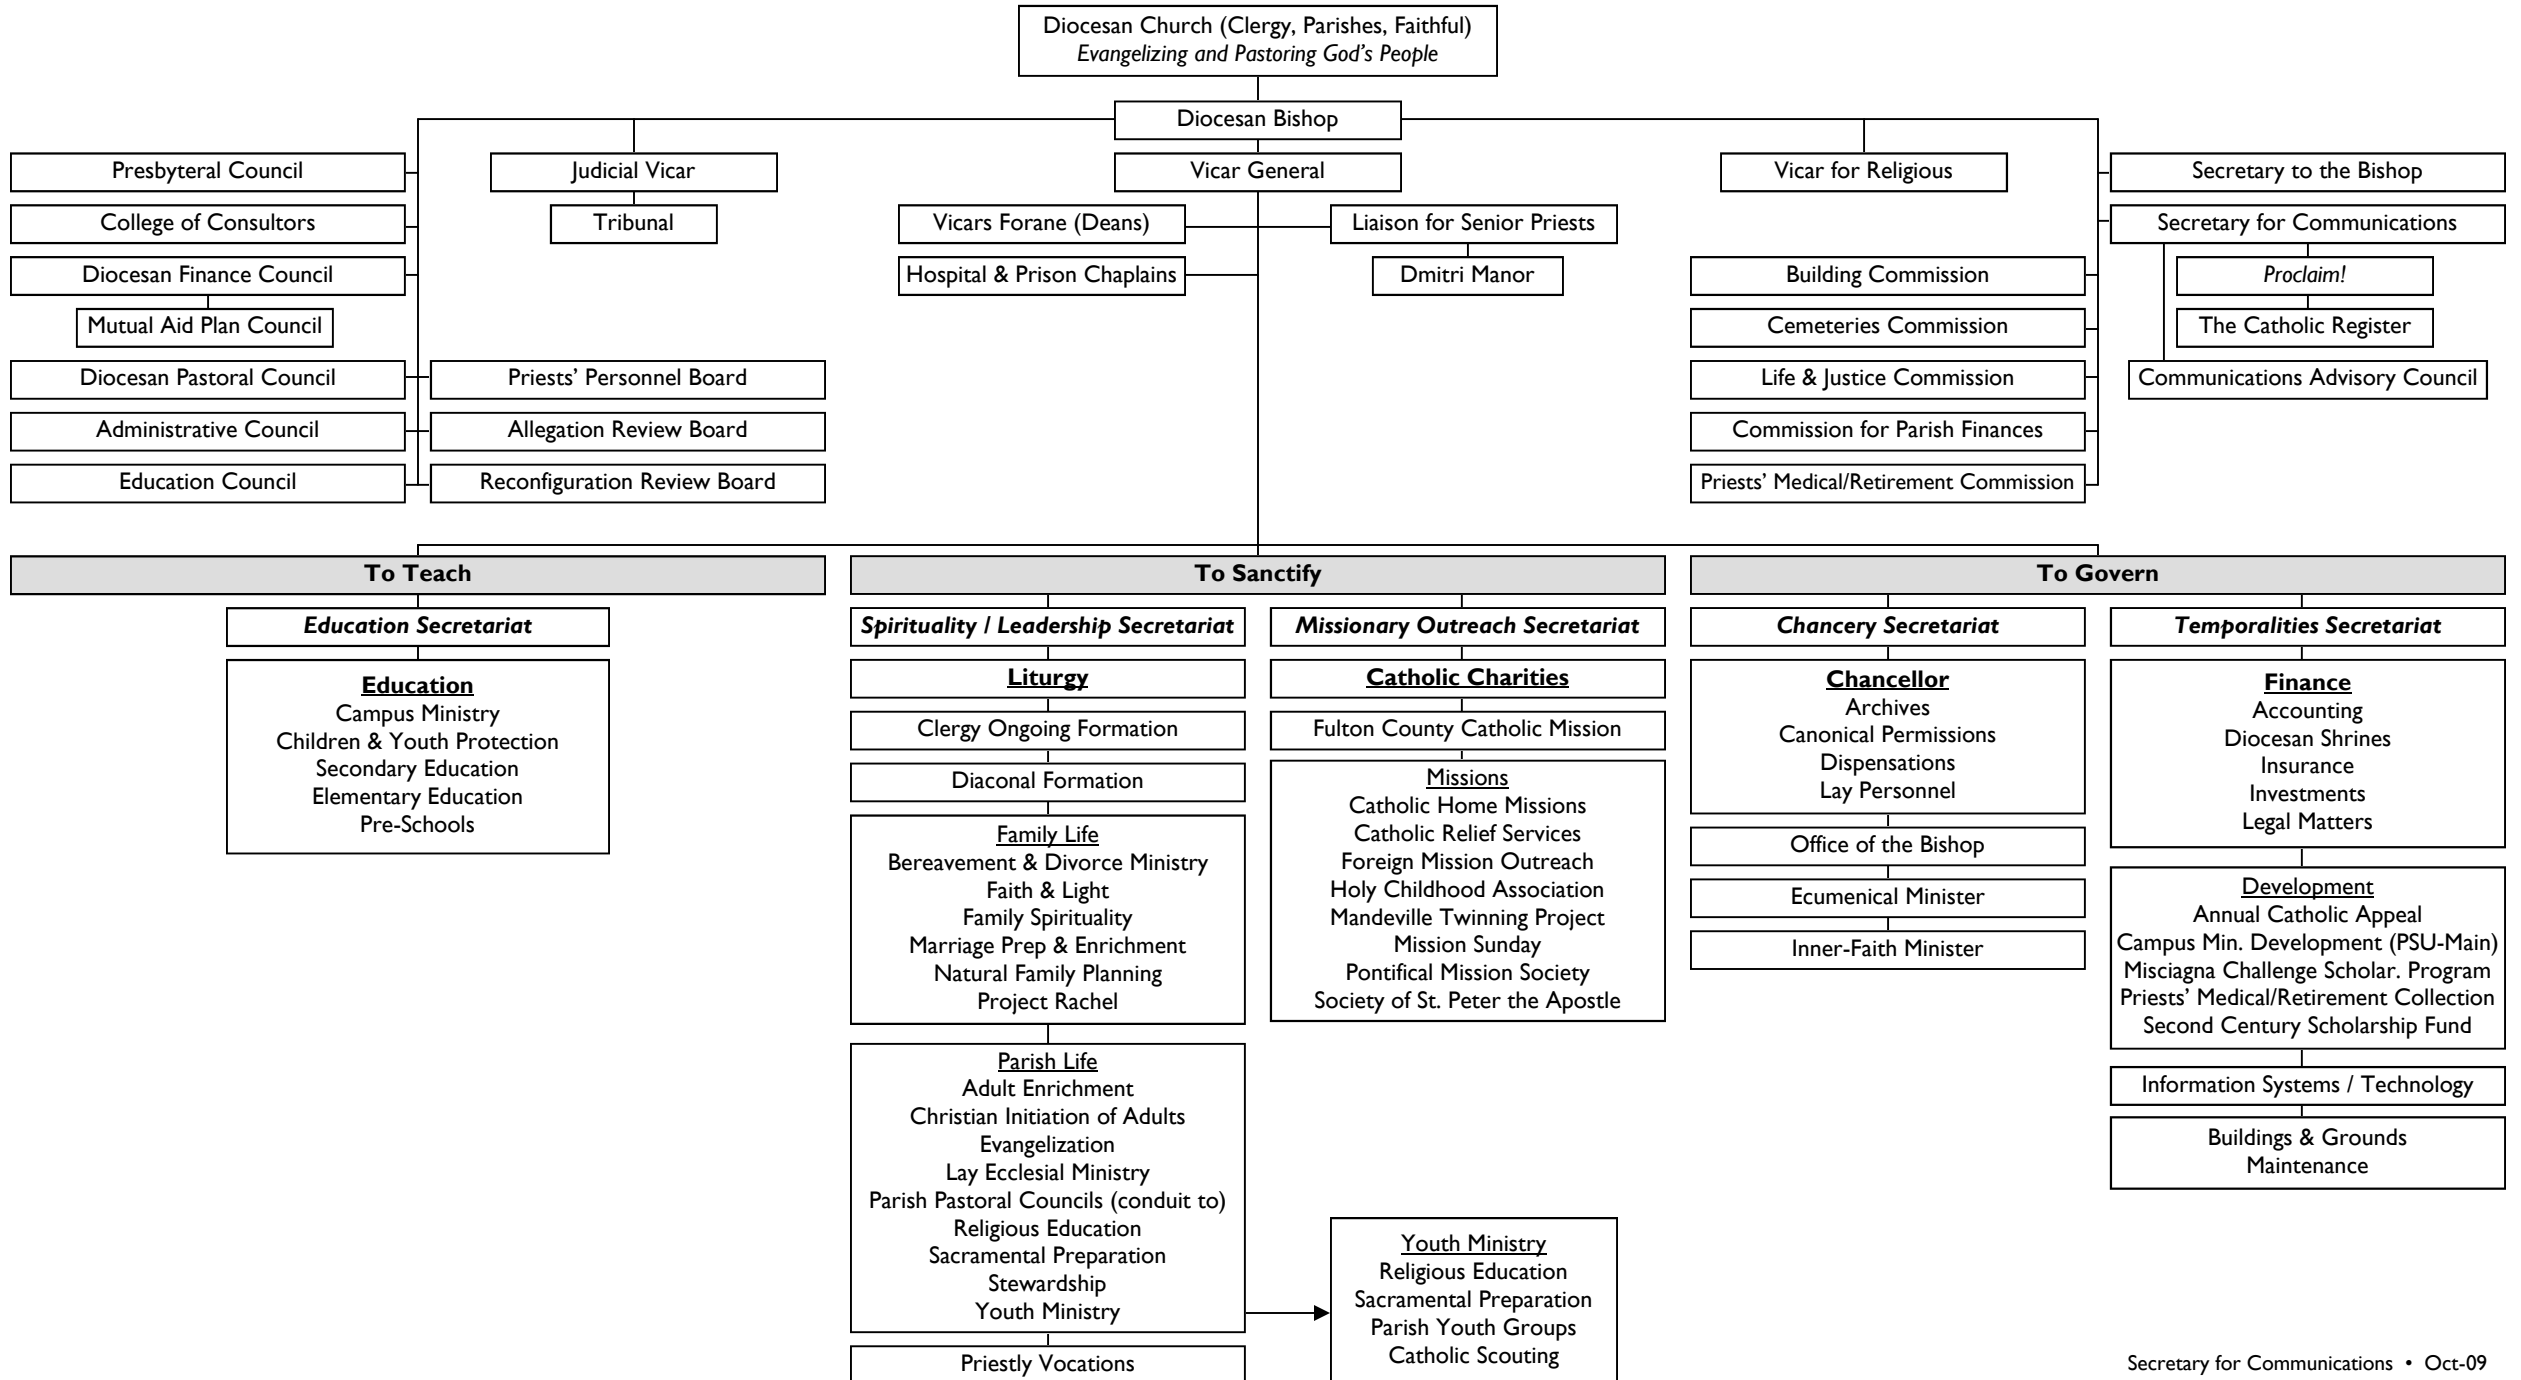 Diocesan Church (Clergy, Parishes, Faithful)
Evangelizing and Pastoring God's People
Diocesan Bishop
Presbyteral Council
Judicial Vicar
Vicar General
Vicar for Religious
Secretary to the Bishop
College of Consultors
Tribunal
Vicars Forane (Deans)
Liaison for Senior Priests
Secretary for Communications
Diocesan Finance Council
Hospital & Prison Chaplains
Dmitri Manor
Building Commission
Proclaim!
Mutual Aid Plan Council
Cemeteries Commission
The Catholic Register
Diocesan Pastoral Council
Priests' Personnel Board
Life & Justice Commission
Communications Advisory Council
Administrative Council
Allegation Review Board
Commission for Parish Finances
Education Council
Reconfiguration Review Board
Priests' Medical/Retirement Commission
To Teach
To Sanctify
To Govern
Education Secretariat
Education
Campus Ministry
Children & Youth Protection
Secondary Education
Elementary Education
Pre-Schools
Spirituality / Leadership Secretariat
Liturgy
Clergy Ongoing Formation
Diaconal Formation
Family Life
Bereavement & Divorce Ministry
Faith & Light
Family Spirituality
Marriage Prep & Enrichment
Natural Family Planning
Project Rachel
Parish Life
Adult Enrichment
Christian Initiation of Adults
Evangelization
Lay Ecclesial Ministry
Parish Pastoral Councils (conduit to)
Religious Education
Sacramental Preparation
Stewardship
Youth Ministry
Priestly Vocations
Missionary Outreach Secretariat
Catholic Charities
Fulton County Catholic Mission
Missions
Catholic Home Missions
Catholic Relief Services
Foreign Mission Outreach
Holy Childhood Association
Mandeville Twinning Project
Mission Sunday
Pontifical Mission Society
Society of St. Peter the Apostle
Youth Ministry
Religious Education
Sacramental Preparation
Parish Youth Groups
Catholic Scouting
Chancery Secretariat
Chancellor
Archives
Canonical Permissions
Dispensations
Lay Personnel
Office of the Bishop
Ecumenical Minister
Inner-Faith Minister
Temporalities Secretariat
Finance
Accounting
Diocesan Shrines
Insurance
Investments
Legal Matters
Development
Annual Catholic Appeal
Campus Min. Development (PSU-Main)
Misciagna Challenge Scholar. Program
Priests' Medical/Retirement Collection
Second Century Scholarship Fund
Information Systems / Technology
Buildings & Grounds
Maintenance
Secretary for Communications • Oct-09